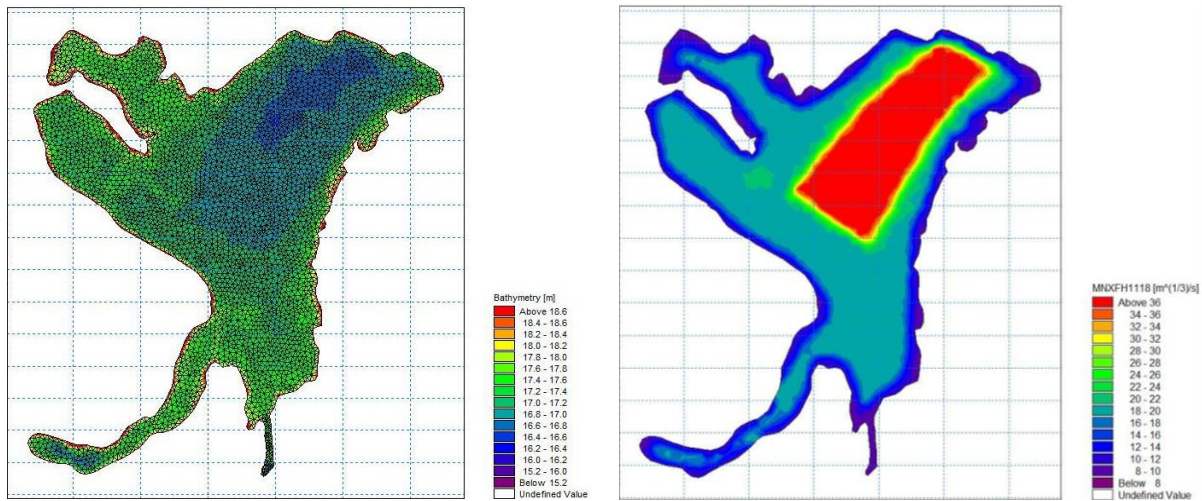 Bathymetry [m]
Above 18.6
18.4 - 18.6
18.2 - 18.4
18.0 - 18.2
17.8 - 18.0
17.6 - 17.8
17.4 - 17.6
17.2 - 17.4
17.0 - 17.2
16.8 - 17.0
16.6 - 16.8
16.4 - 16.6
16.2 - 16.4
16.0 - 16.2
15.2 - 16.0
Below 15.2
Undefined Value
MNXFH1118 [m^(1/3)/s]
Above 36
34 - 36
32 - 34
30 - 32
28 - 30
26 - 28
24 - 26
22 - 24
20 - 22
18 - 20
16 - 18
14 - 16
12 - 14
10 - 12
8 - 10
Below 8
Undefined Value